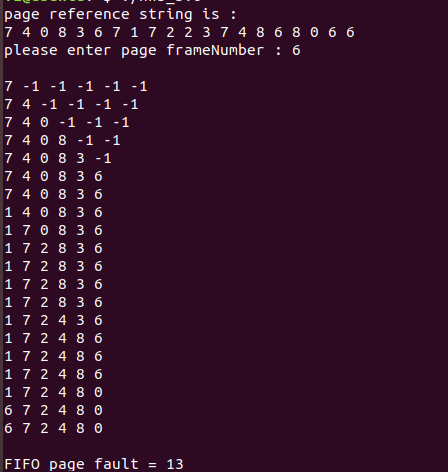 page reference string is :
7 4 0 8 3 6 7 1 7 2 2 3 7 4 8 6 8 0 6 6
please enter page frameNumber : 6
7 -1 -1 -1 -1 -1
7 4 -1 -1 -1 -1
7 4 0 -1 -1 -1
7 4 0 8 -1 -1
7 4 0 8 3 -1
7 4 0 8 3 6
7 4 0 8 3 6
1 4 0 8 3 6
1 7 0 8 3 6
1 7 2 8 3 6
1 7 2 8 3 6
1 7 2 8 3 6
1 7 2 8 3 6
1 7 2 4 3 6
1 7 2 4 8 6
1 7 2 4 8 6
1 7 2 4 8 6
1 7 2 4 8 0
6 7 2 4 8 0
6 7 2 4 8 0
FIFO page fault = 13